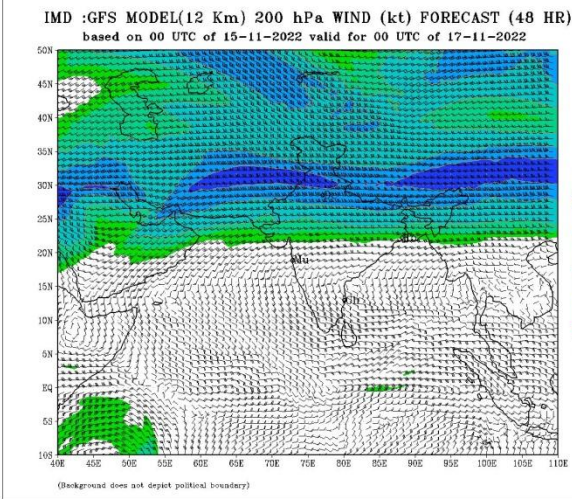 IMD :GFS MODEL(12 Km) 200 hPa WIND (kt) FORECAST (48 HR)
based on 00 UTC of 15-11-2022 valid for 00 UTC of 17-11-2022
50N
45N
40N
35N
30N
25N
20N
15N
10N
5N
EQ
5S
10S
Mu
Ch
40E 45E 50E 55E 60E 65E 70E 75E 80E 85E 90E 95E 100E 105E 110E
(Background does not depict political boundary)